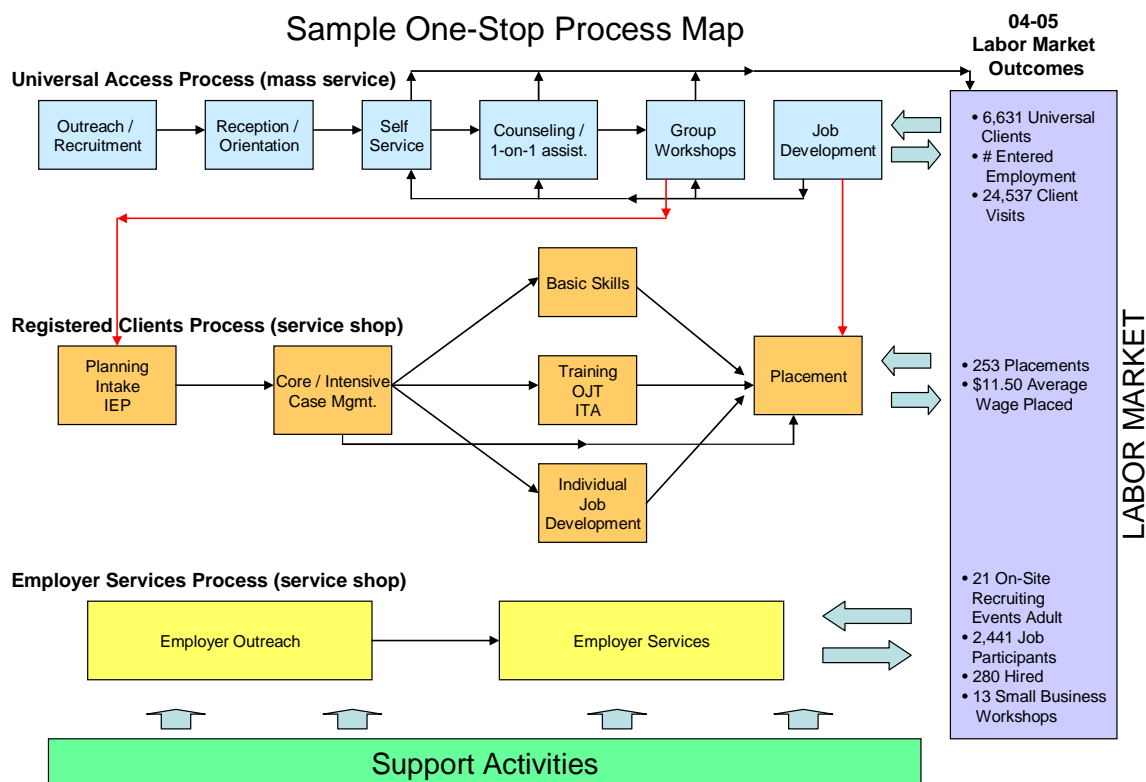 Sample One-Stop Process Map
04-05
Labor Market
Outcomes
Universal Access Process (mass service)
Outreach /
Recruitment
Reception /
Orientation
Self
Service
Counseling /
1-on-1 assist.
Group
Workshops
Job
Development
• 6,631 Universal
Clients
• # Entered
Employment
• 24,537 Client
Visits
Registered Clients Process (service shop)
Planning
Intake
IEP
Core / Intensive
Case Mgmt.
Basic Skills
Training
OJT
ITA
Individual
Job
Development
Placement
• 253 Placements
• $11.50 Average
Wage Placed
LABOR MARKET
Employer Services Process (service shop)
Employer Outreach
Employer Services
• 21 On-Site
Recruiting
Events Adult
• 2,441 Job
Participants
• 280 Hired
• 13 Small Business
Workshops
Support Activities